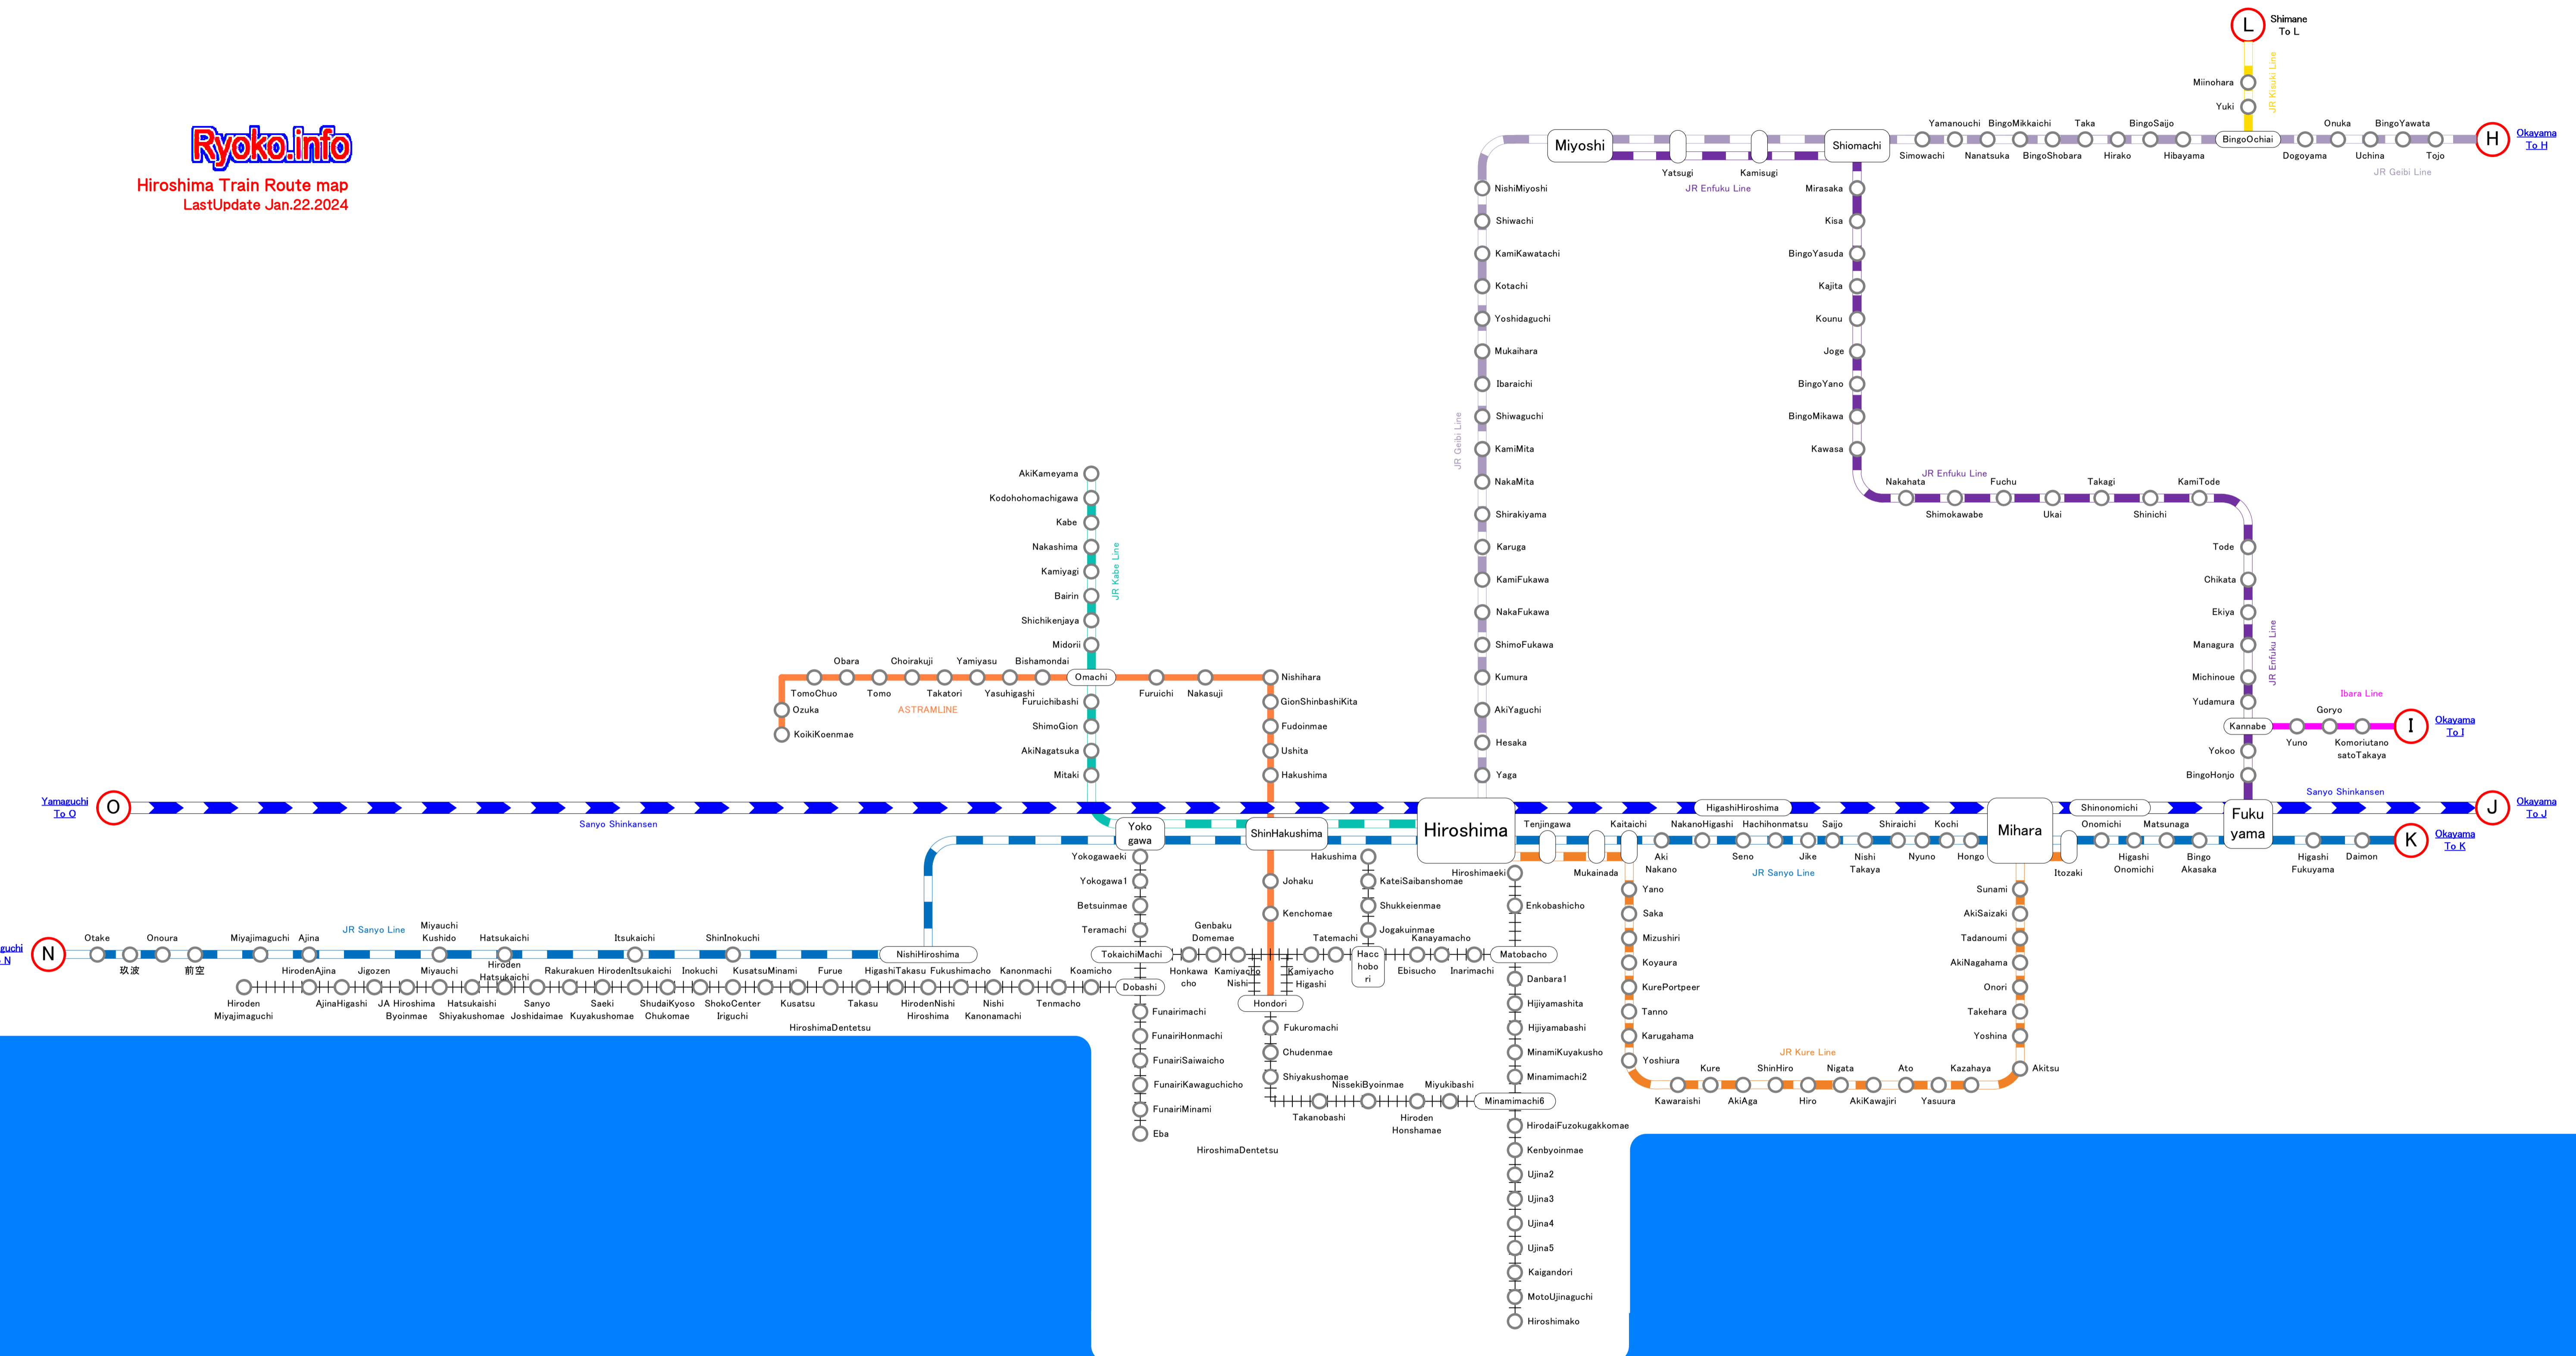 L
Shimane
To L
JR Kisuki Line
Miinohara
Yuki
Ryoko.info
Hiroshima Train Route map
LastUpdate Jan.22.2024
Miyoshi
Yatsugi
Kamisugi
JR Enfuku Line
Shiomachi
Simowachi
Yamanouchi
Nanatsuka
BingoMikkaichi
BingoShobara
Taka
Hirako
BingoSaijo
Hibayama
BingoOchiai
Dogoyama
Onuka
Uchina
BingoYawata
Tojo
JR Geibi Line
H
Okayama
To H
NishiMiyoshi
Shiwachi
KamiKawatachi
Kotachi
Yoshidaguchi
Mukaihara
Ibaraichi
Shiwaguchi
KamiMita
NakaMita
Shirakiyama
Karuga
KamiFukawa
NakaFukawa
ShimoFukawa
Kumura
AkiYaguchi
Hesaka
Yaga
JR Geibi Line
Mirasaka
Kisa
BingoYasuda
Kajita
Kounu
Joge
BingoYano
BingoMikawa
Kawasa
JR Enfuku Line
Nakahata
Shimokawabe
Fuchu
Ukai
Takagi
Shinichi
KamiTode
Tode
Chikata
Ekiya
Managura
Michinoue
Yudamura
JR Enfuku Line
Kannabe
Yokoo
BingoHonjo
Ibara Line
Yuno
Goryo
Komoriutano
satoTakaya
I
Okayama
To I
AkiKameyama
Kodohohomachigawa
Kabe
Nakashima
Kamiyagi
Bairin
Shichikenjaya
Midorii
JR Kabe Line
Omachi
Furuichibashi
ShimoGion
AkiNagatsuka
Mitaki
KoikiKoenmae
Ozuka
TomoChuo
Obara
Tomo
Choirakuji
Takatori
Yamiyasu
Yasuhigashi
Bishamondai
ASTRAMLINE
Furuichi
Nakasuji
Nishihara
GionShinbashiKita
Fudoinmae
Ushita
Hakushima
Yamaguchi
To O
O
Sanyo Shinkansen
Yoko
gawa
ShinHakushima
Hiroshima
HigashiHiroshima
Mihara
Shinonomichi
Fuku
yama
Sanyo Shinkansen
J
Okayama
To J
Tenjingawa
Mukainada
Kaitaichi
Aki
Nakano
NakanoHigashi
Seno
Hachihonmatsu
Jike
Saijo
Nishi
Takaya
Shiraichi
Nyuno
Kochi
Hongo
JR Sanyo Line
Itozaki
Onomichi
Higashi
Onomichi
Matsunaga
Bingo
Akasaka
Higashi
Fukuyama
Daimon
K
Okayama
To K
Yokogawaeki
Yokogawa1
Betsuinmae
Teramachi
Johaku
Kenchomae
Hakushima
KateiSaibanshomae
Shukkeienmae
Jogakuinmae
Hiroshimaeki
Enkobashicho
Yano
Saka
Mizushiri
Koyaura
KurePortpeer
Tanno
Karugahama
Yoshiura
Kawaraishi
Kure
AkiAga
ShinHiro
Hiro
Nigata
AkiKawajiri
Ato
Yasuura
Kazahaya
Akitsu
JR Kure Line
Sunami
AkiSaizaki
Tadanoumi
AkiNagahama
Onori
Takehara
Yoshina
guchi
N
N
Otake
玖波
Onoura
前空
Miyajimaguchi
Ajina
JR Sanyo Line
Miyauchi
Kushido
Hatsukaichi
Itsukaichi
ShinInokuchi
NishiHiroshima
Hiroden
Miyajimaguchi
HirodenAjina
AjinaHigashi
Jigozen
JA Hiroshima
Byoinmae
Miyauchi
Hatsukaishi
Shiyakushomae
Hiroden
Hatsukaichi
Sanyo
Joshidaimae
Rakurakuen
Saeki
Kuyakushomae
HirodenItsukaichi
ShudaiKyoso
Chukomae
Inokuchi
ShokoCenter
Iriguchi
KusatsuMinami
Kusatsu
Furue
Takasu
HigashiTakasu
HirodenNishi
Hiroshima
Fukushimacho
Nishi
Kanonamachi
Kanonmachi
Tenmacho
Koamicho
HiroshimaDentetsu
TokaichiMachi
Dobashi
Honkawa
cho
Genbaku
Domemae
Kamiyacho
Nishi
Kamiyacho
Higashi
Tatemachi
Hacc
hobo
ri
Ebisucho
Kanayamacho
Inarimachi
Matobacho
Hondori
Funairimachi
FunairiHonmachi
FunairiSaiwaicho
FunairiKawaguchicho
FunairiMinami
Eba
Fukuromachi
Chudenmae
Shiyakushomae
Takanobashi
NissekiByoinmae
Hiroden
Honshamae
Miyukibashi
HiroshimaDentetsu
Danbara1
Hijiyamashita
Hijiyamabashi
MinamiKuyakusho
Minamimachi2
Minamimachi6
HirodaiFuzokugakkomae
Kenbyoinmae
Ujina2
Ujina3
Ujina4
Ujina5
Kaigandori
MotoUjinaguchi
Hiroshimako